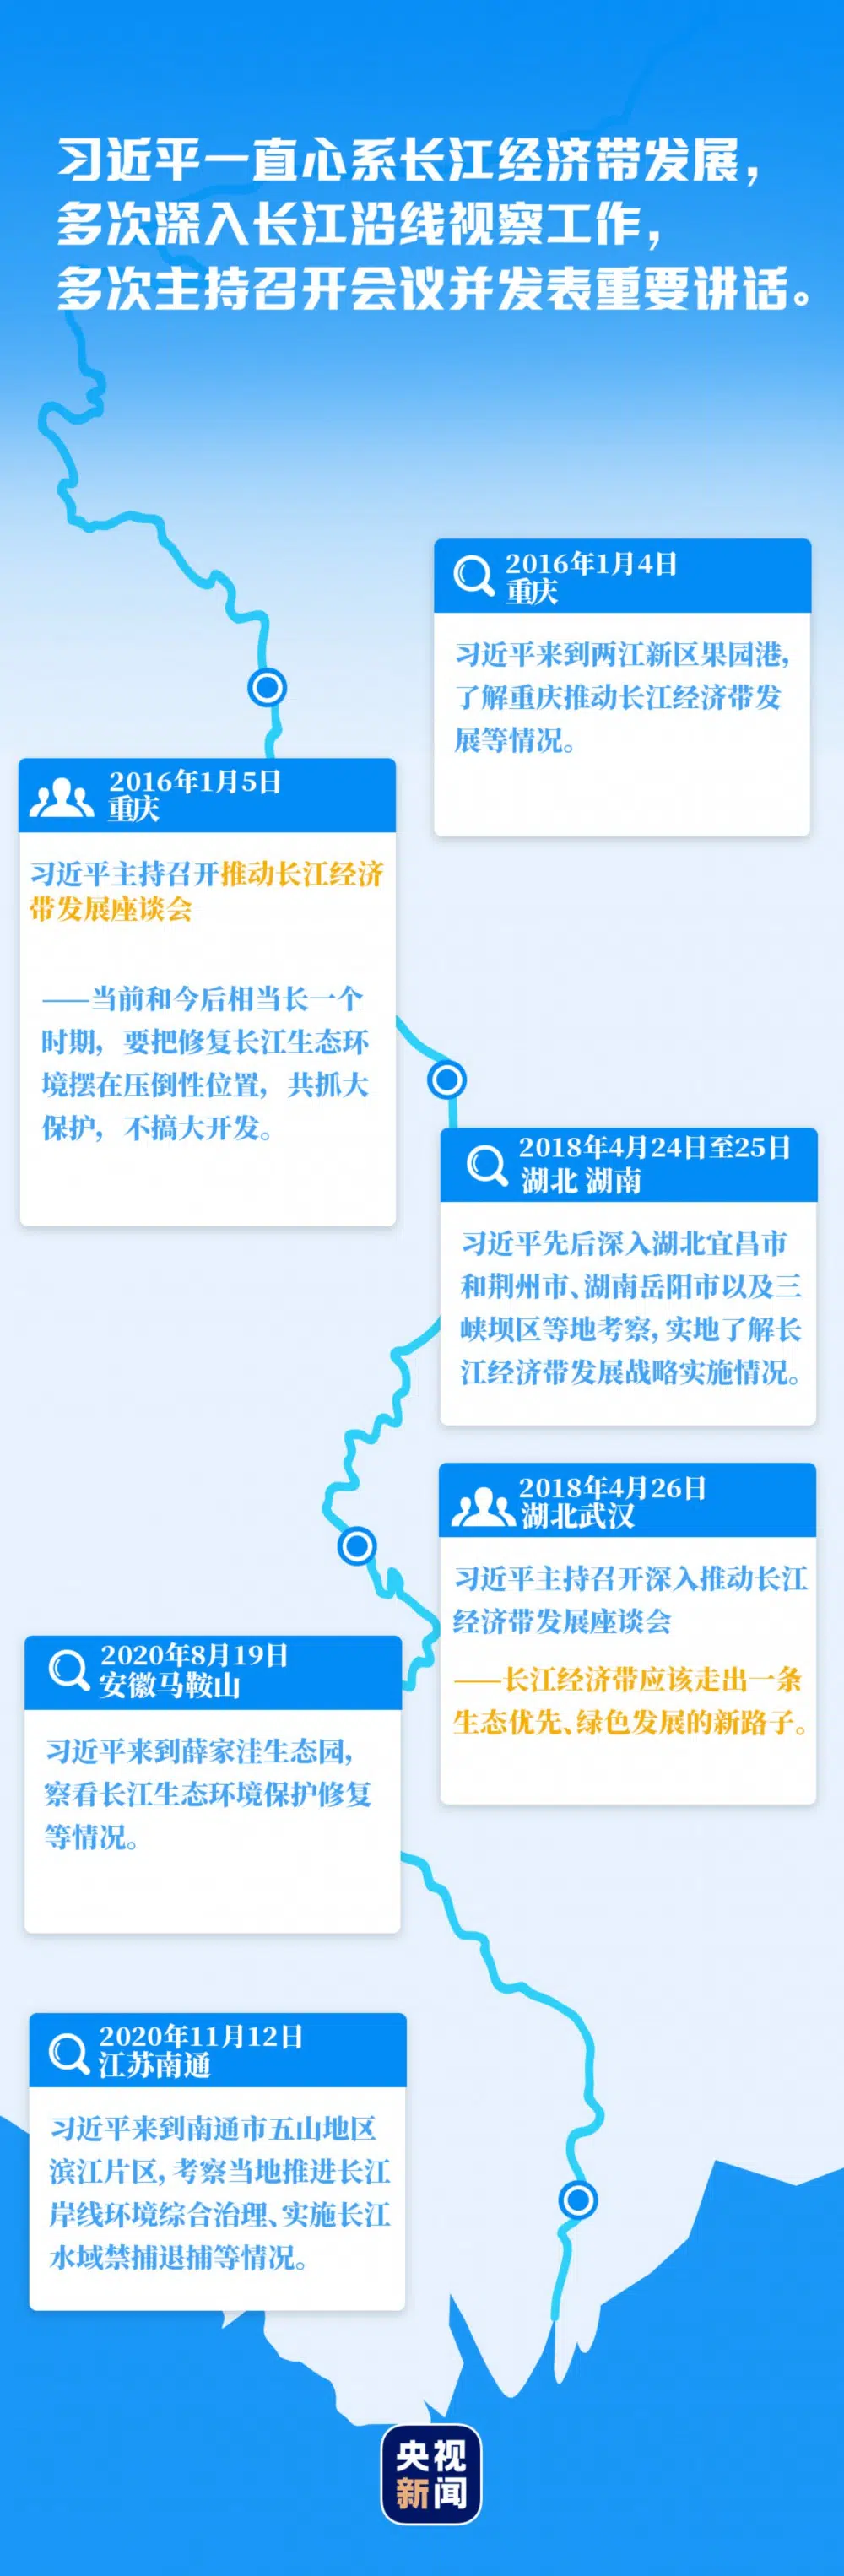 习近平一直心系长江经济带发展，
多次深入长江沿线视察工作，
多次主持召开会议并发表重要讲话。
2016年1月4日
重庆
习近平来到两江新区果园港，
了解重庆推动长江经济带发
展等情况。
2016年1月5日
重庆
习近平主持召开推动长江经济
带发展座谈会
——当前和今后相当长一个
时期，要把修复长江生态环
境摆在压倒性位置，共抓大
保护，不搞大开发。
2018年4月24日至25日
湖北 湖南
习近平先后深入湖北宜昌市
和荆州市、湖南岳阳市以及三
峡坝区等地考察，实地了解长
江经济带发展战略实施情况。
2018年4月26日
湖北武汉
习近平主持召开深入推动长江
经济带发展座谈会
——长江经济带应该走出一条
生态优先、绿色发展的新路子。
2020年8月19日
安徽马鞍山
习近平来到薛家洼生态园，
察看长江生态环境保护修复
等情况。
2020年11月12日
江苏南通
习近平来到南通市五山地区
滨江片区，考察当地推进长江
岸线环境综合治理、实施长江
水域禁捕退捕等情况。
央视
新闻